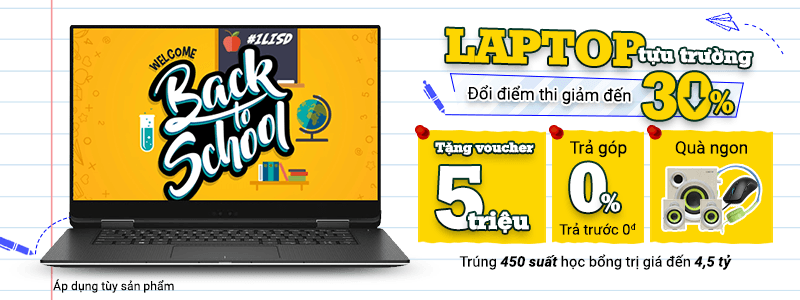 WELCOME
#1LISD
Back
to
School
LAPTOP tựu trường
Đổi điểm thi giảm đến 30%
Tặng voucher
5 triệu
Trả góp
0%
Trả trước 0đ
Quà ngon
Trúng 450 suất học bổng trị giá đến 4,5 tỷ
Áp dụng tùy sản phẩm